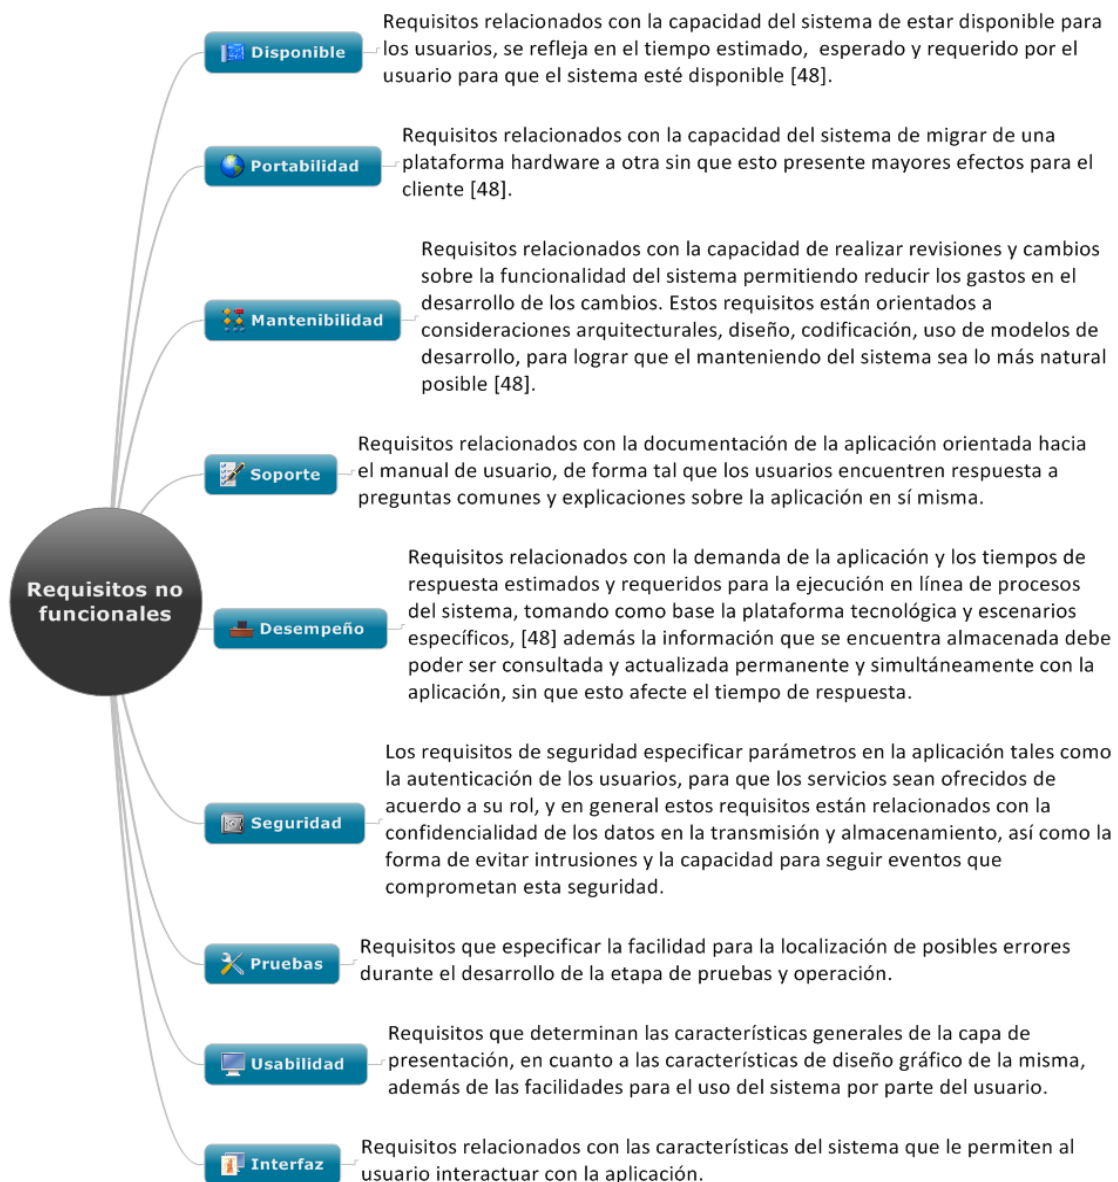 Requisitos relacionados con la capacidad del sistema de estar disponible para
Disponible
los usuarios, se refleja en el tiempo estimado,  esperado y requerido por el
usuario para que el sistema esté disponible [48].
Requisitos relacionados con la capacidad del sistema de migrar de una
Portabilidad
plataforma hardware a otra sin que esto presente mayores efectos para el
cliente [48].
Requisitos relacionados con la capacidad de realizar revisiones y cambios
sobre la funcionalidad del sistema permitiendo reducir los gastos en el
desarrollo de los cambios. Estos requisitos están orientados a
Mantenibilidad
consideraciones arquitecturales, diseño, codificación, uso de modelos de
desarrollo, para lograr que el manteniendo del sistema sea lo más natural
posible [48].
Requisitos relacionados con la documentación de la aplicación orientada hacia
Soporte
el manual de usuario, de forma tal que los usuarios encuentren respuesta a
preguntas comunes y explicaciones sobre la aplicación en sí misma.
Requisitos no
funcionales
Requisitos relacionados con la demanda de la aplicación y los tiempos de
respuesta estimados y requeridos para la ejecución en línea de procesos
Desempeño
del sistema, tomando como base la plataforma tecnológica y escenarios
específicos, [48] además la información que se encuentra almacenada debe
poder ser consultada y actualizada permanente y simultáneamente con la
aplicación, sin que esto afecte el tiempo de respuesta.
Los requisitos de seguridad especificar parámetros en la aplicación tales como
la autenticación de los usuarios, para que los servicios sean ofrecidos de
acuerdo a su rol, y en general estos requisitos están relacionados con la
Seguridad
confidencialidad de los datos en la transmisión y almacenamiento, así como la
forma de evitar intrusiones y la capacidad para seguir eventos que
comprometan esta seguridad.
Requisitos que especificar la facilidad para la localización de posibles errores
Pruebas
durante el desarrollo de la etapa de pruebas y operación.
Requisitos que determinan las características generales de la capa de
Usabilidad
presentación, en cuanto a las características de diseño gráfico de la misma,
además de las facilidades para el uso del sistema por parte del usuario.
Requisitos relacionados con las características del sistema que le permiten al
Interfaz
usuario interactuar con la aplicación.